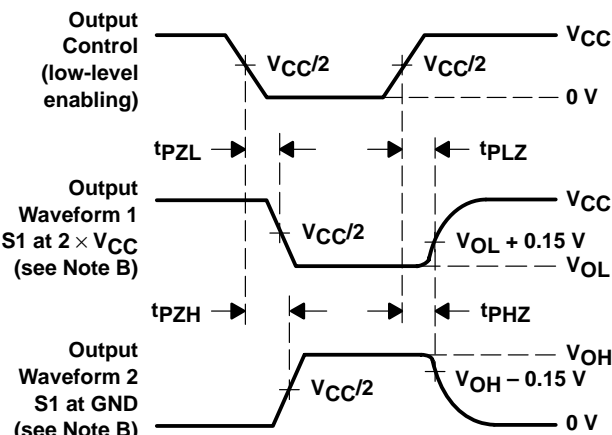 Output
Control
(low-level
enabling)
VCC
VCC/2
VCC/2
0 V
tPZL
tPLZ
Output
Waveform 1
S1 at 2 × VCC
(see Note B)
VCC
VCC/2
VOL + 0.15 V
VOL
tPZH
tPHZ
Output
Waveform 2
S1 at GND
(see Note B)
VOH
VCC/2
VOH – 0.15 V
0 V